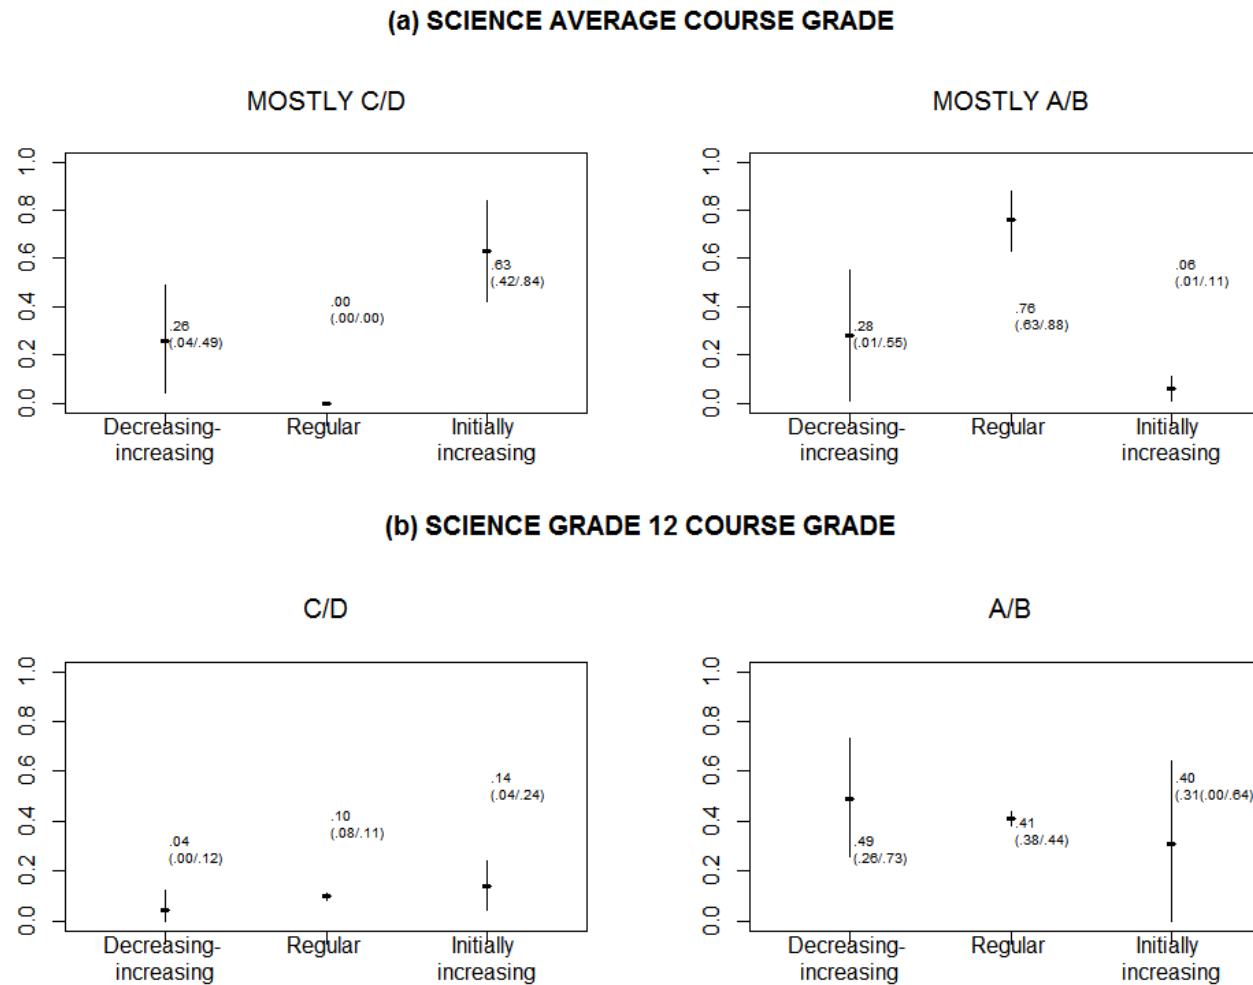 (a) SCIENCE AVERAGE COURSE GRADE
MOSTLY C/D
0.0 0.2 0.4 0.6 0.8 1.0
.26
(.04/.49)
.00
(.00/.00)
.63
(.42/.84)
Decreasing-
increasing
Regular
Initially
increasing
MOSTLY A/B
0.0 0.2 0.4 0.6 0.8 1.0
.28
(.01/.55)
.76
(.63/.88)
.06
(.01/.11)
Decreasing-
increasing
Regular
Initially
increasing
(b) SCIENCE GRADE 12 COURSE GRADE
C/D
0.0 0.2 0.4 0.6 0.8 1.0
.04
(.00/.12)
.10
(.08/.11)
.14
(.04/.24)
Decreasing-
increasing
Regular
Initially
increasing
A/B
0.0 0.2 0.4 0.6 0.8 1.0
.49
(.26/.73)
.41
(.38/.44)
.40
(.31(.00/.64)
Decreasing-
increasing
Regular
Initially
increasing